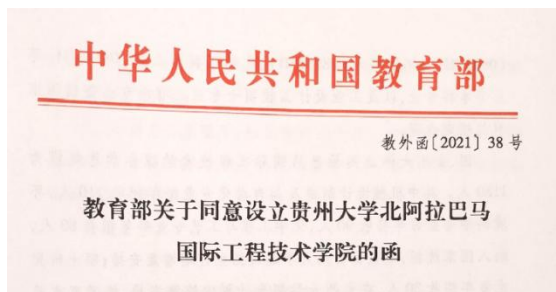 中华人民共和国教育部
教外函〔2021〕38号
教育部关于同意设立贵州大学北阿拉巴马
国际工程技术学院的函